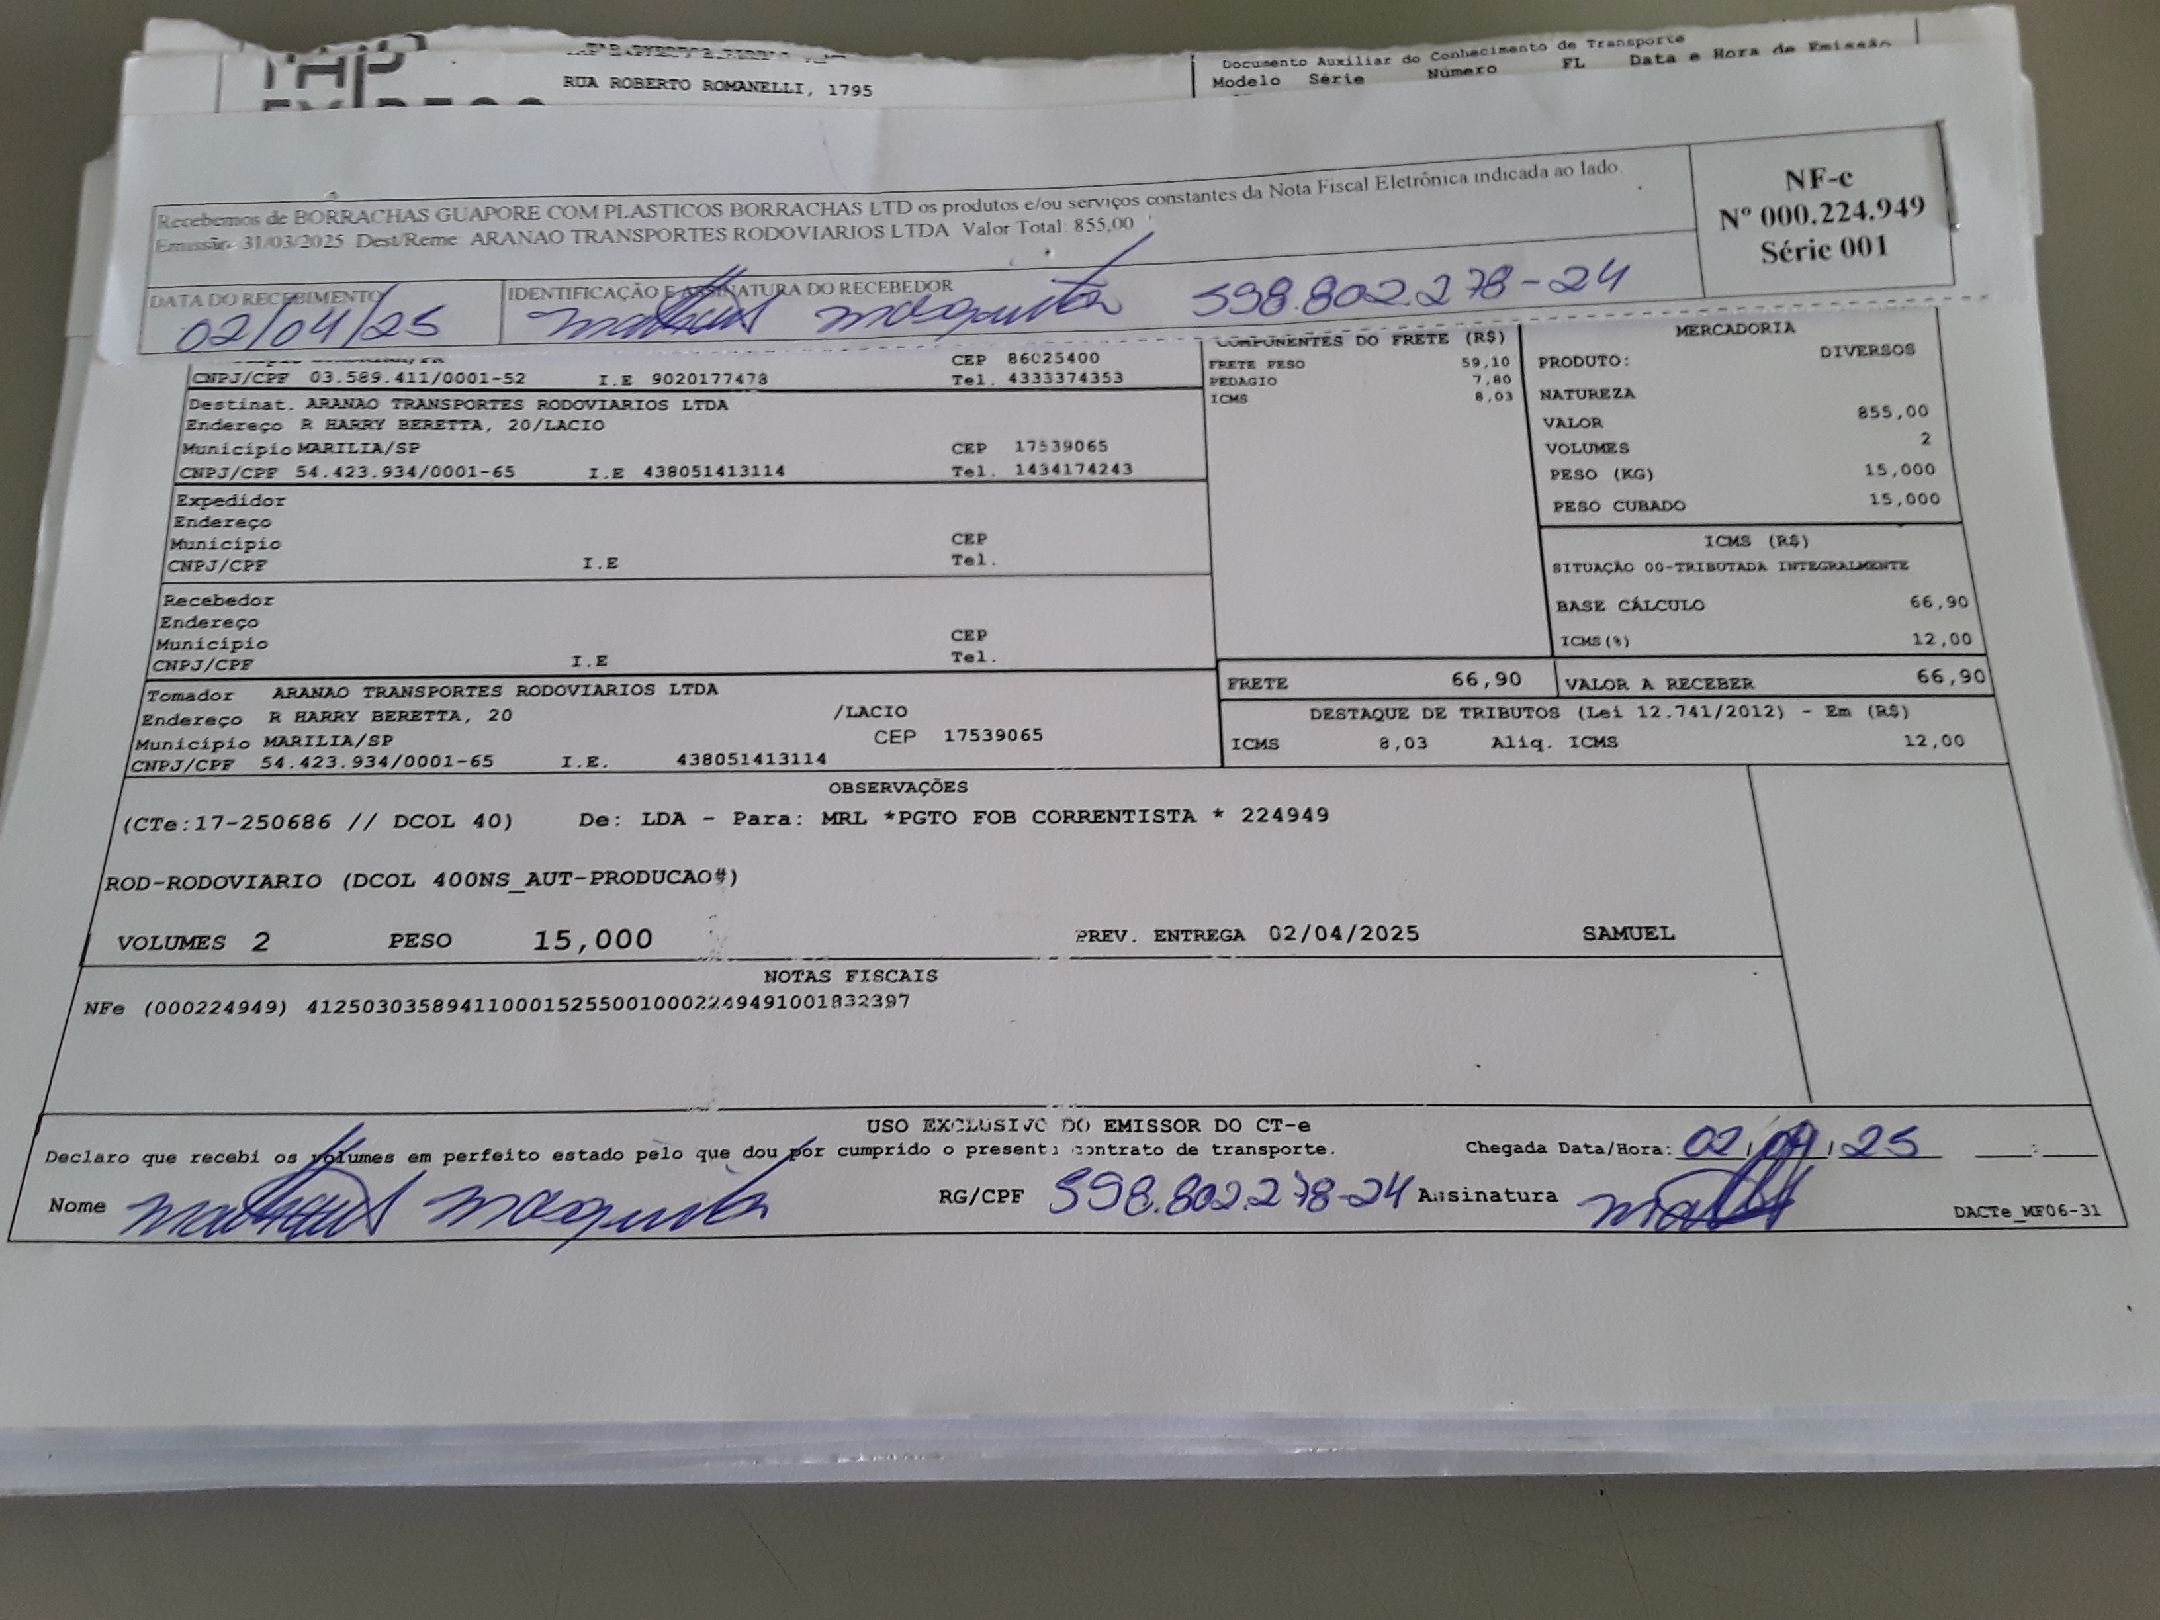 RUA ROBERTO ROMANELLI, 1795
Documento Auxiliar do Conhecimento de Transporte
Modelo Série Número FL Data e Hora de Emissão
Recebemos de BORRACHAS GUAPORE COM PLASTICOS BORRACHAS LTD os produtos e/ou serviços constantes da Nota Fiscal Eletrônica indicada ao lado.
Emissão: 31/03/2025 Dest/Reme: ARANAO TRANSPORTES RODOVIARIOS LTDA Valor Total: 855,00
NF-e
Nº 000.224.949
Série 001
DATA DO RECEBIMENTO
02/04/25
IDENTIFICAÇÃO E ASSINATURA DO RECEBEDOR
Matheus Mesquita 598.802.278-24
CEP 86025400
CNPJ/CPF 03.589.411/0001-52 I.E 9020177478 Tel. 4333374353
Destinat. ARANAO TRANSPORTES RODOVIARIOS LTDA
Endereço R HARRY BERETTA, 20/LACIO
Município MARILIA/SP CEP 17539065
CNPJ/CPF 54.423.934/0001-65 I.E 438051413114 Tel. 1434174243
Expedidor
Endereço
Município CEP
CNPJ/CPF I.E Tel.
Recebedor
Endereço
Município CEP
CNPJ/CPF I.E Tel.
Tomador ARANAO TRANSPORTES RODOVIARIOS LTDA
Endereço R HARRY BERETTA, 20 /LACIO
Município MARILIA/SP CEP 17539065
CNPJ/CPF 54.423.934/0001-65 I.E. 438051413114
COMPONENTES DO FRETE (R$)
FRETE PESO 59,10
PEDAGIO 7,80
ICMS 8,03
MERCADORIA
PRODUTO: DIVERSOS
NATUREZA
VALOR 855,00
VOLUMES 2
PESO (KG) 15,000
PESO CUBADO 15,000
ICMS (R$)
SITUAÇÃO 00-TRIBUTADA INTEGRALMENTE
BASE CÁLCULO 66,90
ICMS(%) 12,00
FRETE 66,90 VALOR A RECEBER 66,90
DESTAQUE DE TRIBUTOS (Lei 12.741/2012) - Em (R$)
ICMS 8,03 Aliq. ICMS 12,00
OBSERVAÇÕES
(CTe:17-250686 // DCOL 40) De: LDA - Para: MRL *PGTO FOB CORRENTISTA * 224949
ROD-RODOVIARIO (DCOL 400NS_AUT-PRODUCAO#)
VOLUMES 2 PESO 15,000 PREV. ENTREGA 02/04/2025 SAMUEL
NOTAS FISCAIS
NFe (000224949) 41250303589411000152550010002249491001832397
USO EXCLUSIVO DO EMISSOR DO CT-e
Declaro que recebi os volumes em perfeito estado pelo que dou por cumprido o presente contrato de transporte. Chegada Data/Hora: 02/04/25 __:__
Nome Matheus Mesquita RG/CPF 598.802.278-24 Assinatura
DACTe_MF06-31